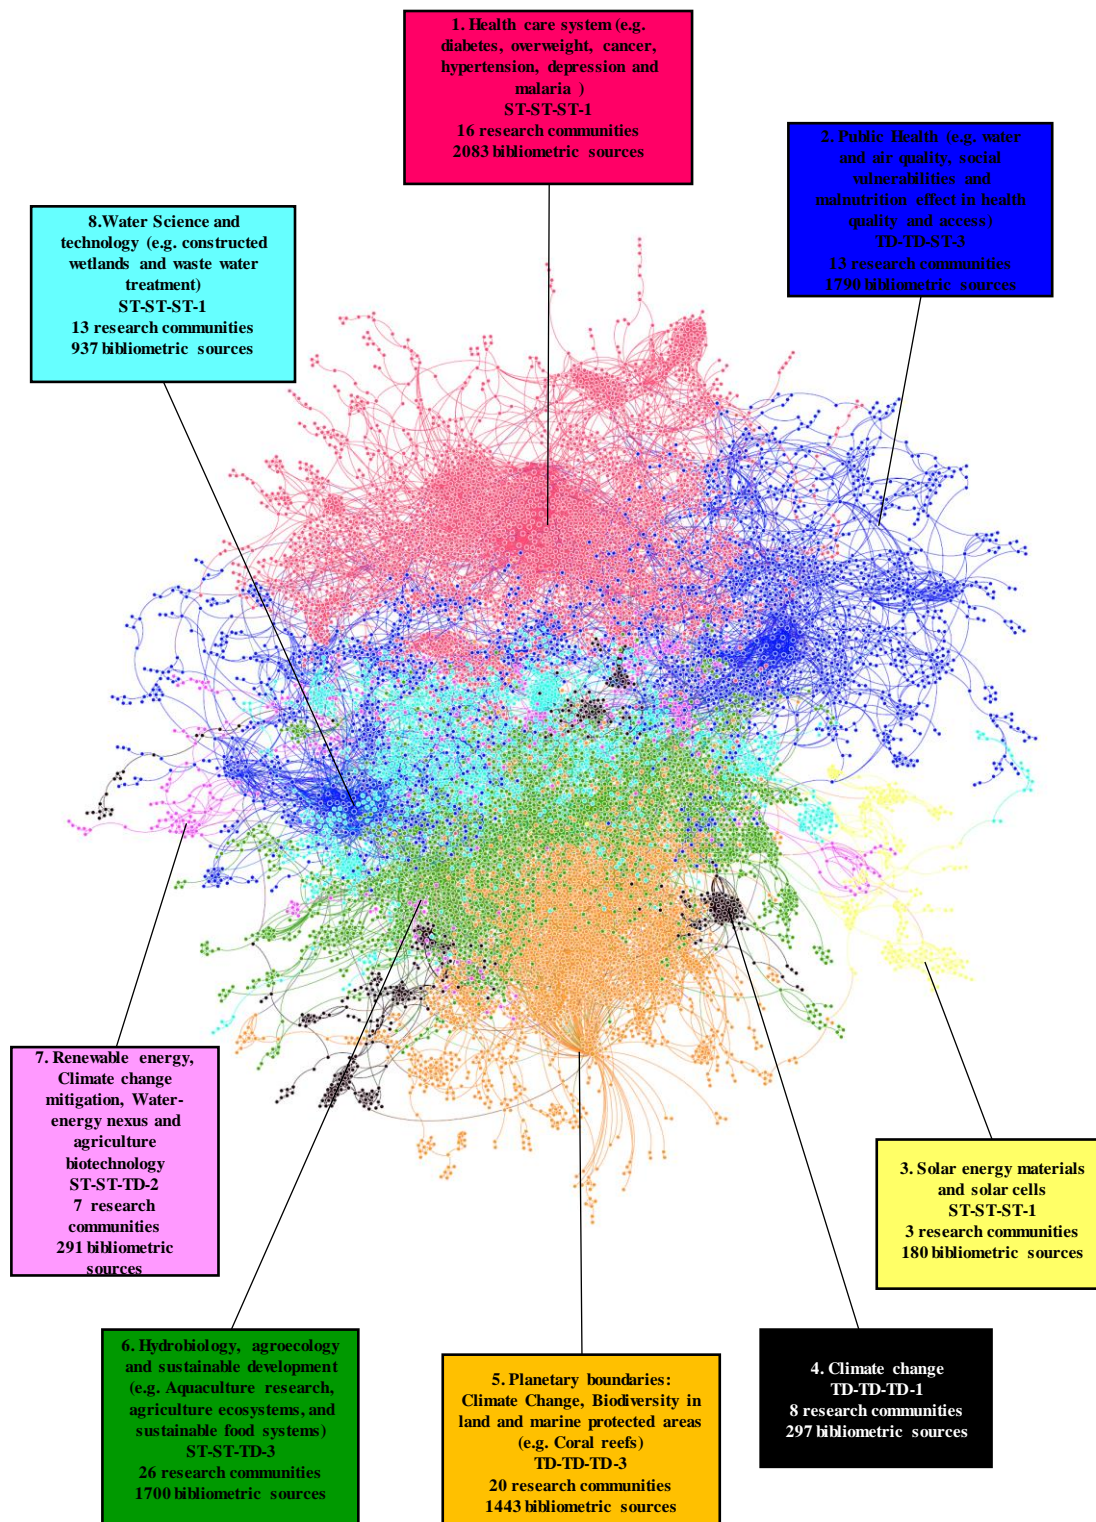 1. Health care system (e.g.
diabetes, overweight, cancer,
hypertension, depression and
malaria )
ST-ST-ST-1
16 research communities
2083 bibliometric sources
2. Public Health (e.g. water
and air quality, social
vulnerabilities and
malnutrition effect in health
quality and access)
TD-TD-ST-3
13 research communities
1790 bibliometric sources
8.Water Science and
technology (e.g. constructed
wetlands and waste water
treatment)
ST-ST-ST-1
13 research communities
937 bibliometric sources
7. Renewable energy,
Climate change
mitigation, Water-
energy nexus and
agriculture
biotechnology
ST-ST-TD-2
7 research
communities
291 bibliometric
sources
3. Solar energy materials
and solar cells
ST-ST-ST-1
3 research communities
180 bibliometric sources
6. Hydrobiology, agroecology
and sustainable development
(e.g. Aquaculture research,
agriculture ecosystems, and
sustainable food systems)
ST-ST-TD-3
26 research communities
1700 bibliometric sources
5. Planetary boundaries:
Climate Change, Biodiversity in
land and marine protected areas
(e.g. Coral reefs)
TD-TD-TD-3
20 research communities
1443 bibliometric sources
4. Climate change
TD-TD-TD-1
8 research communities
297 bibliometric sources